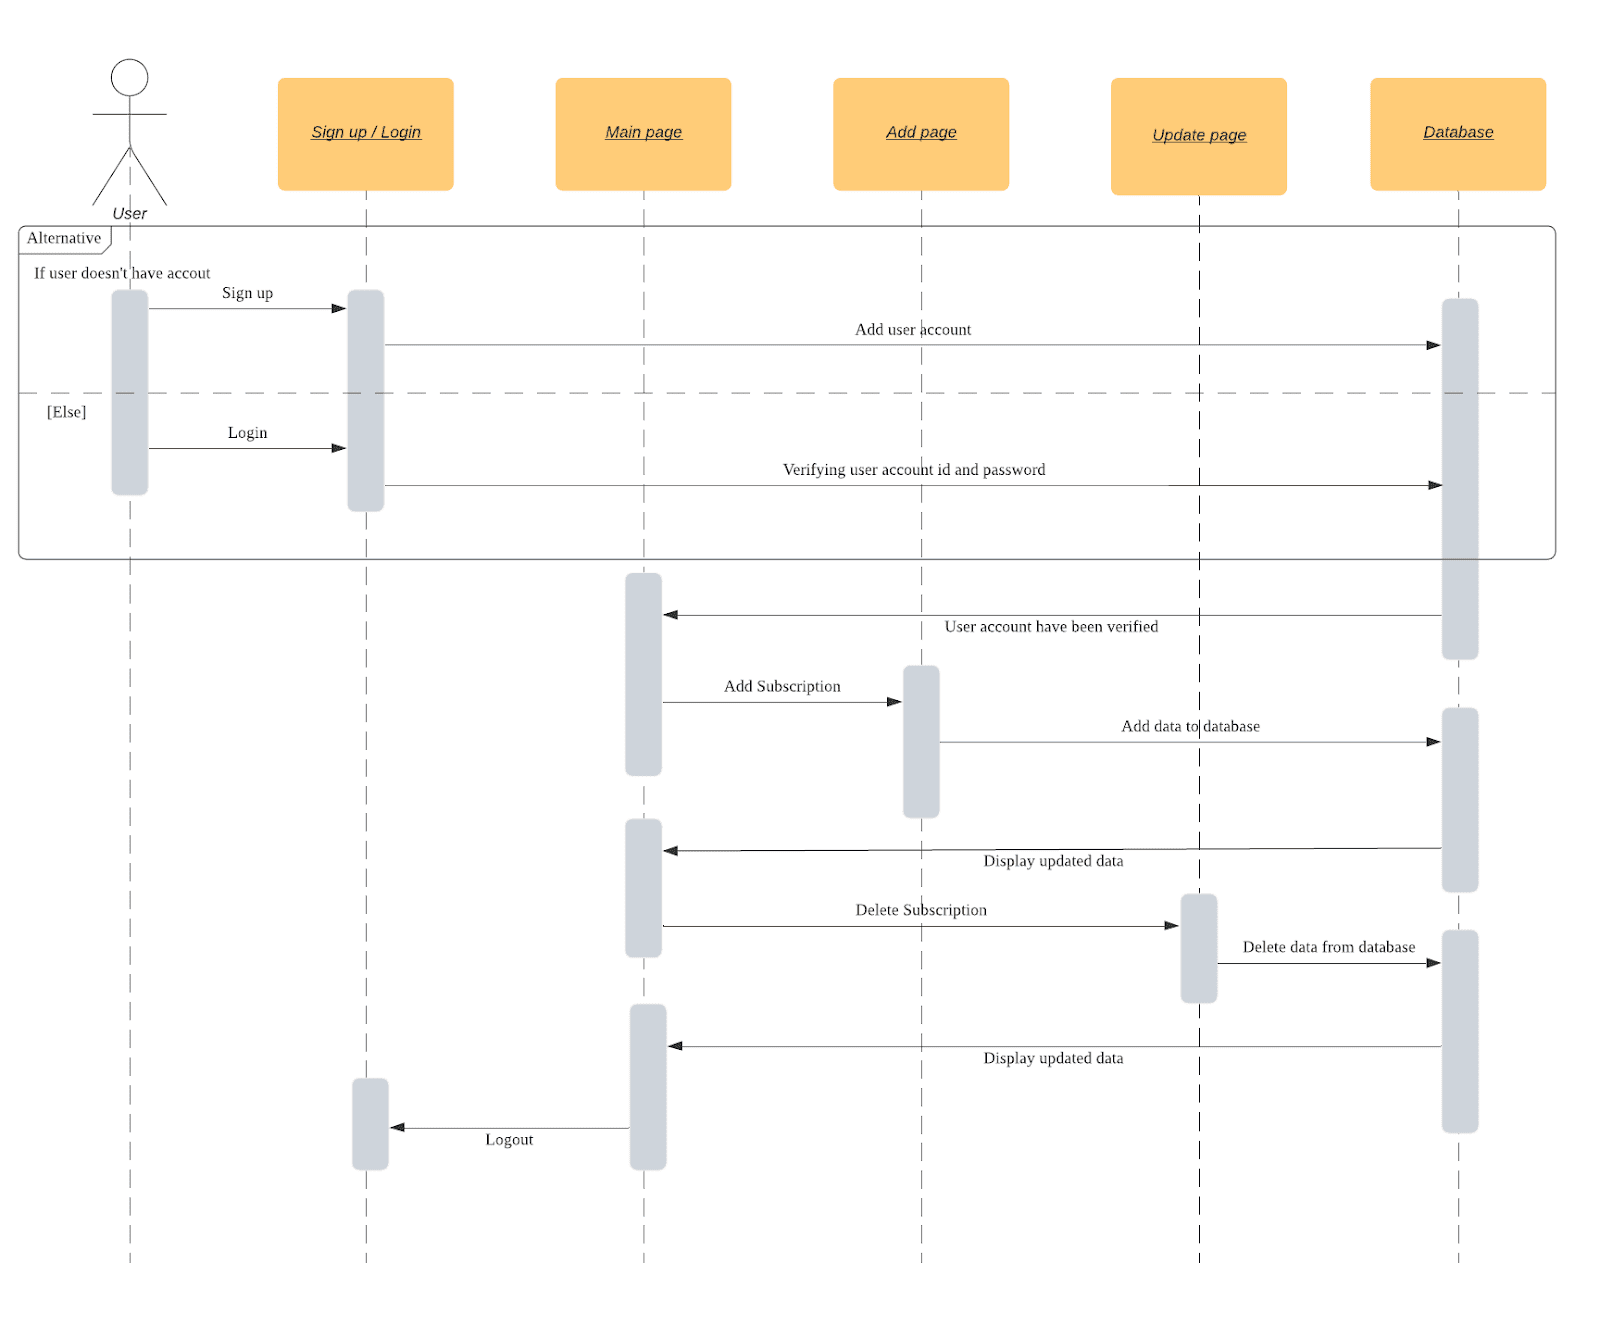 Sign up / Login
Main page
Add page
Update page
Database
User
Alternative
If user doesn't have accout
Sign up
Add user account
[Else]
Login
Verifying user account id and password
User account have been verified
Add Subscription
Add data to database
Display updated data
Delete Subscription
Delete data from database
Display updated data
Logout